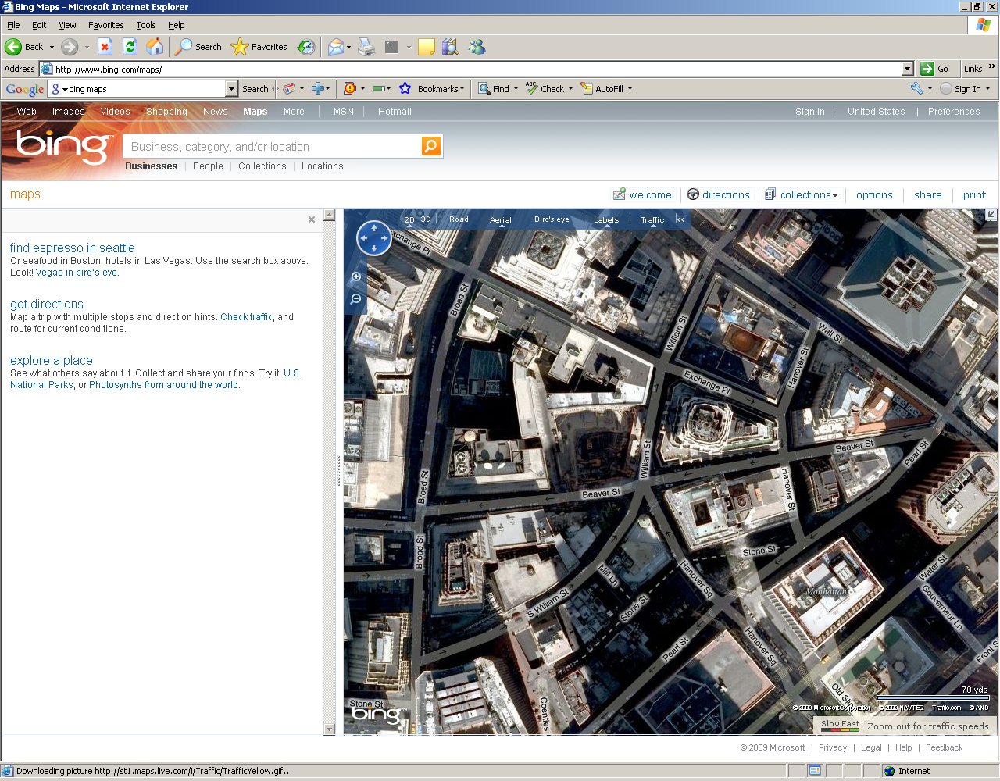 Bing Maps - Microsoft Internet Explorer
File Edit View Favorites Tools Help
Back Search Favorites
Address http://www.bing.com/maps/ Go Links »
Google bing maps Search Bookmarks Find Check AutoFill Sign In
Web Images Videos Shopping News Maps More MSN Hotmail Sign in United States Preferences
bing™ Business, category, and/or location
Businesses People Collections Locations
maps welcome directions collections options share print
2D 3D Road Aerial Bird's eye Labels Traffic <<
find espresso in seattle
Or seafood in Boston, hotels in Las Vegas. Use the search box above.
Look! Vegas in bird's eye.
get directions
Map a trip with multiple stops and direction hints. Check traffic, and
route for current conditions.
explore a place
See what others say about it. Collect and share your finds. Try it! U.S.
National Parks, or Photosynths from around the world.
Exchange Pl
Broad St
William St
Wall St
Hanover St
Exchange Pl
William St
Beaver St
Pearl St
Broad St
Beaver St
Hanover St
Broad St
Stone St
Mill Ln
Hanover Sq
Water St
Manhattan
S William St
Stone St
Gouverneur Ln
Pearl St
Hanover Sq
Front S
Old Sl
Stone St
Coenties
bing™
70 yds
© 2009 Microsoft Corporation © 2009 NAVTEQ Traffic.com © AND
Slow Fast Zoom out for traffic speeds
© 2009 Microsoft | Privacy | Legal | Help | Feedback
Downloading picture http://st1.maps.live.com/i/Traffic/TrafficYellow.gif... Internet